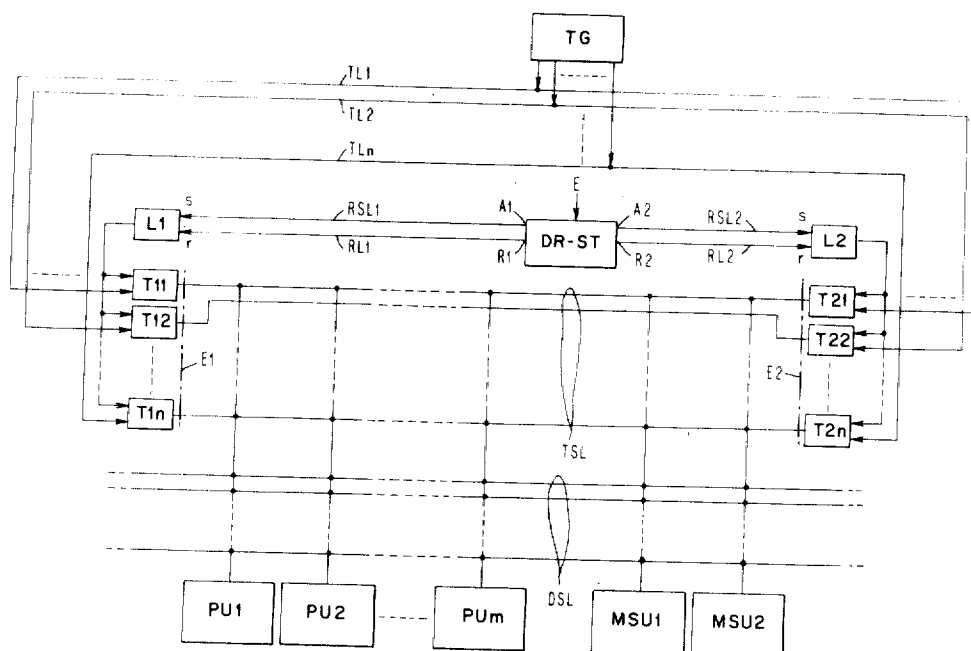 TG
TL1
TL2
TLn
E
s
RSL1
A1
A2
RSL2
s
L1
DR-ST
L2
r
RL1
R1
R2
RL2
r
T11
T21
T12
T22
E1
E2
T1n
T2n
TSL
DSL
PU1
PU2
PUm
MSU1
MSU2